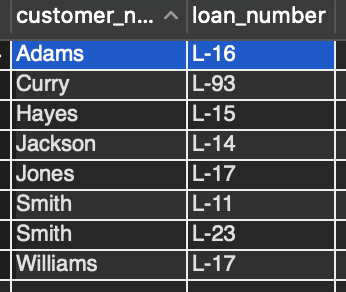 customer_n... loan_number
Adams L-16
Curry L-93
Hayes L-15
Jackson L-14
Jones L-17
Smith L-11
Smith L-23
Williams L-17